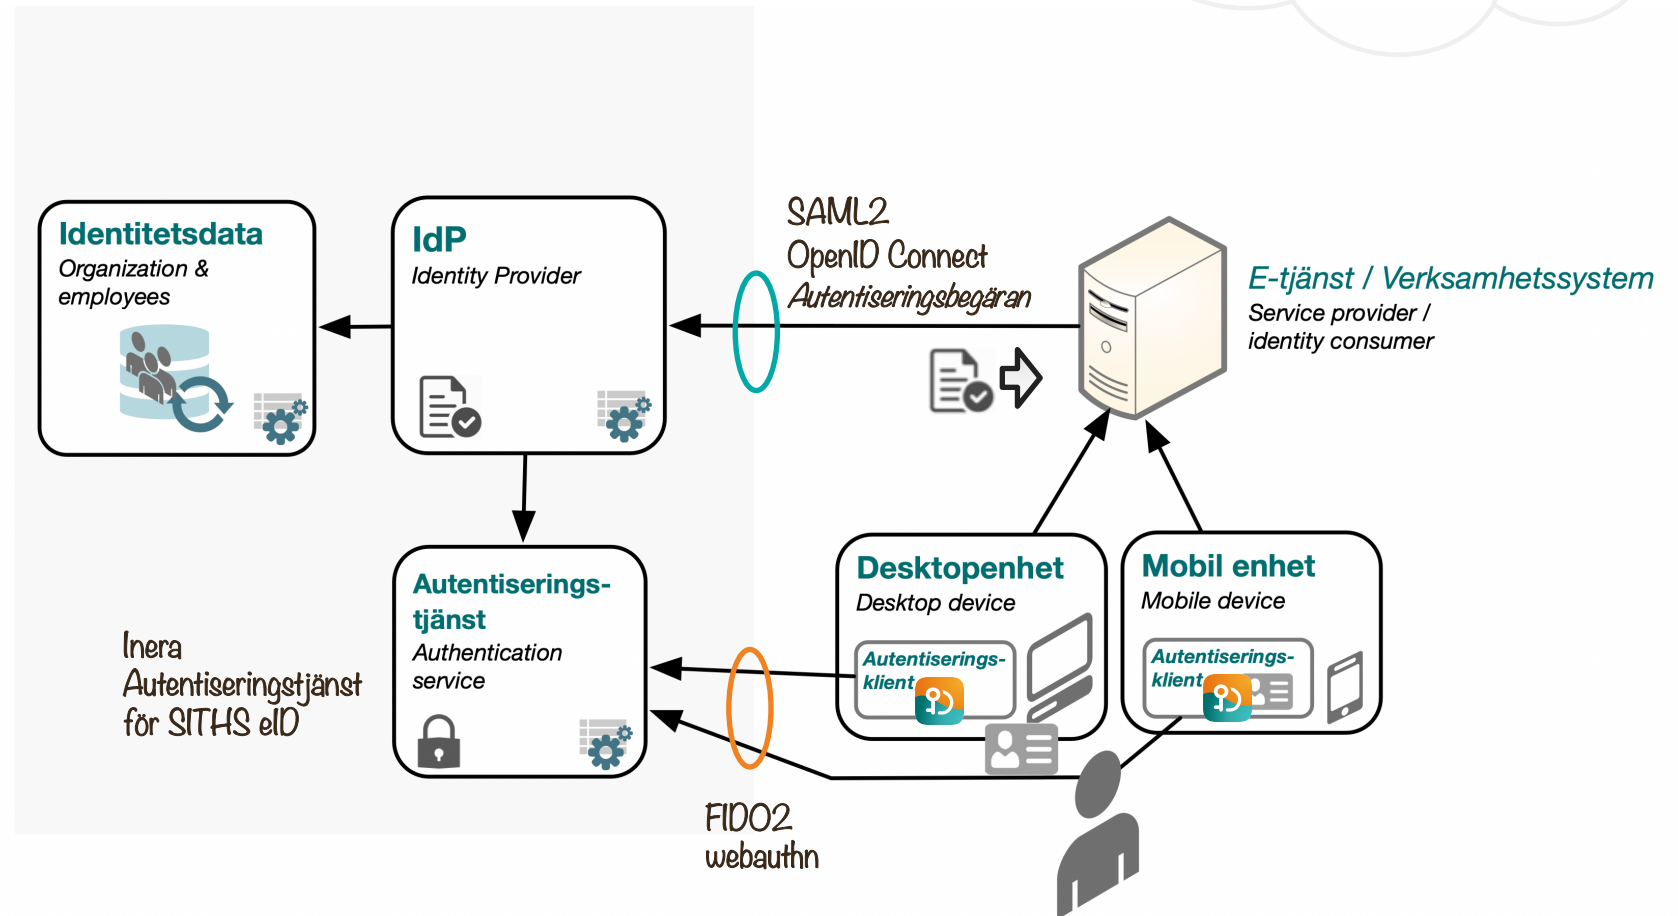 Identitetsdata
Organization &
employees
IdP
Identity Provider
SAML2
OpenID Connect
Autentiseringsbegäran
E-tjänst / Verksamhetssystem
Service provider /
identity consumer
Autentiserings-
tjänst
Authentication
service
Inera
Autentiseringstjänst
för SITHS eID
Desktopenhet
Desktop device
Autentiserings-
klient
Mobil enhet
Mobile device
Autentiserings-
klient
FIDO2
webauthn